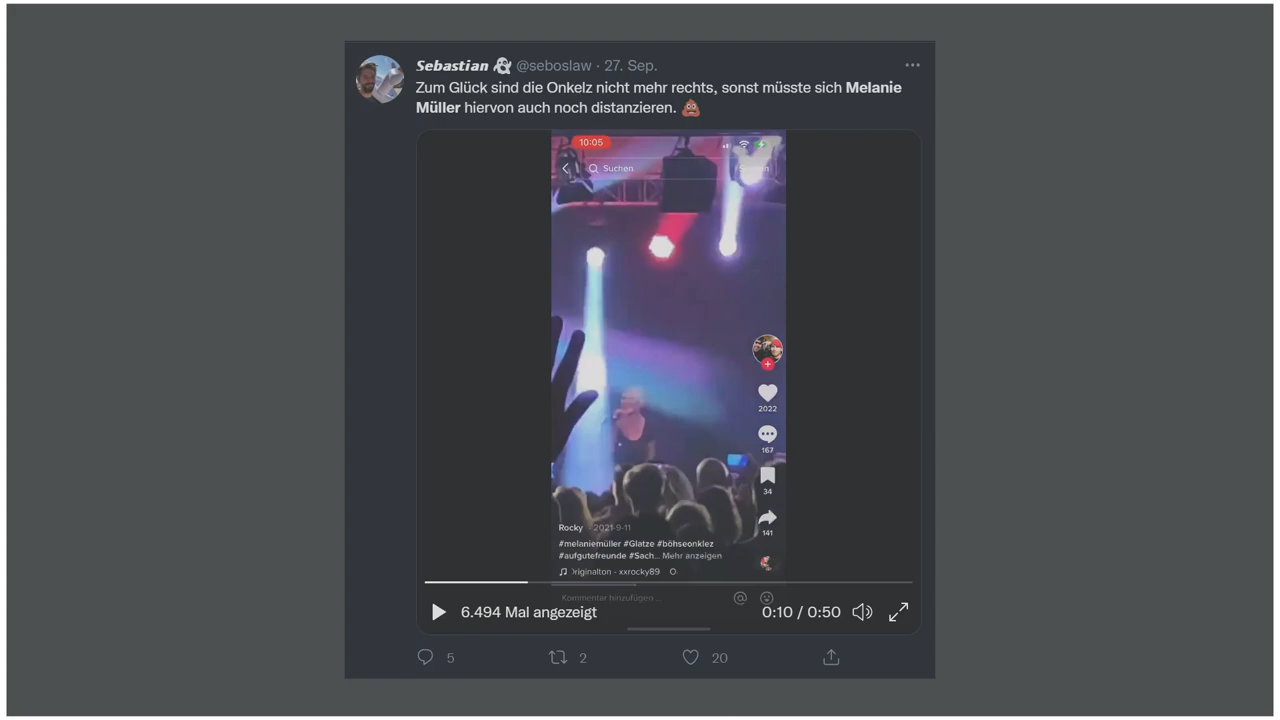 Sebastian 👻 @seboslaw · 27. Sep.
Zum Glück sind die Onkelz nicht mehr rechts, sonst müsste sich Melanie
Müller hiervon auch noch distanzieren. 💩
10:05
Suchen
2022
167
34
141
Rocky · 2021-9-11
#melaniemüller #Glatze #böhseonklez
#aufgutefreunde #Sach... Mehr anzeigen
Originalton - xxrocky89 O
Kommentar hinzufügen ...
6.494 Mal angezeigt
0:10 / 0:50
5
2
20